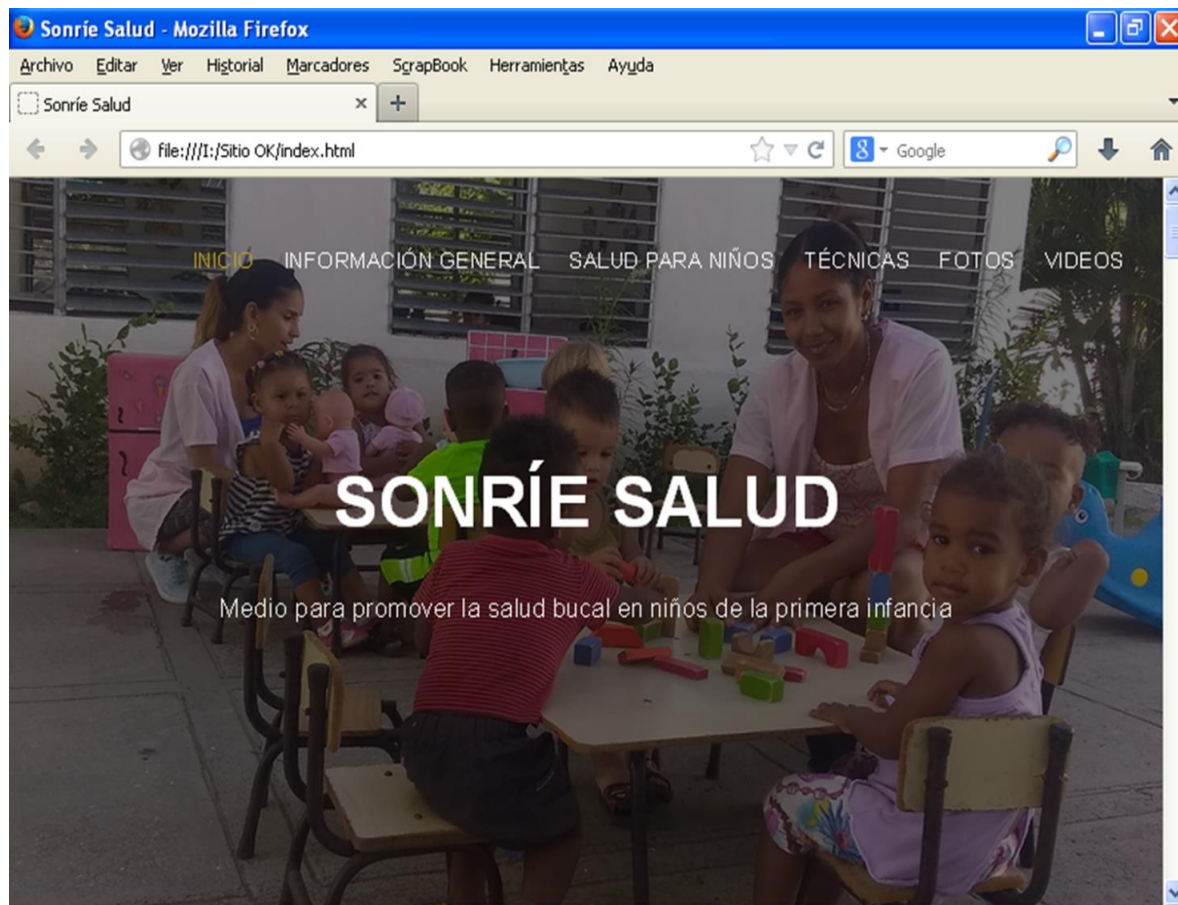 Sonríe Salud - Mozilla Firefox
Archivo Editar Ver Historial Marcadores ScrapBook Herramientas Ayuda
Sonríe Salud
file:///I:/Sitio OK/index.html
Google
INICIO INFORMACIÓN GENERAL SALUD PARA NIÑOS TÉCNICAS FOTOS VIDEOS
SONRÍE SALUD
Medio para promover la salud bucal en niños de la primera infancia